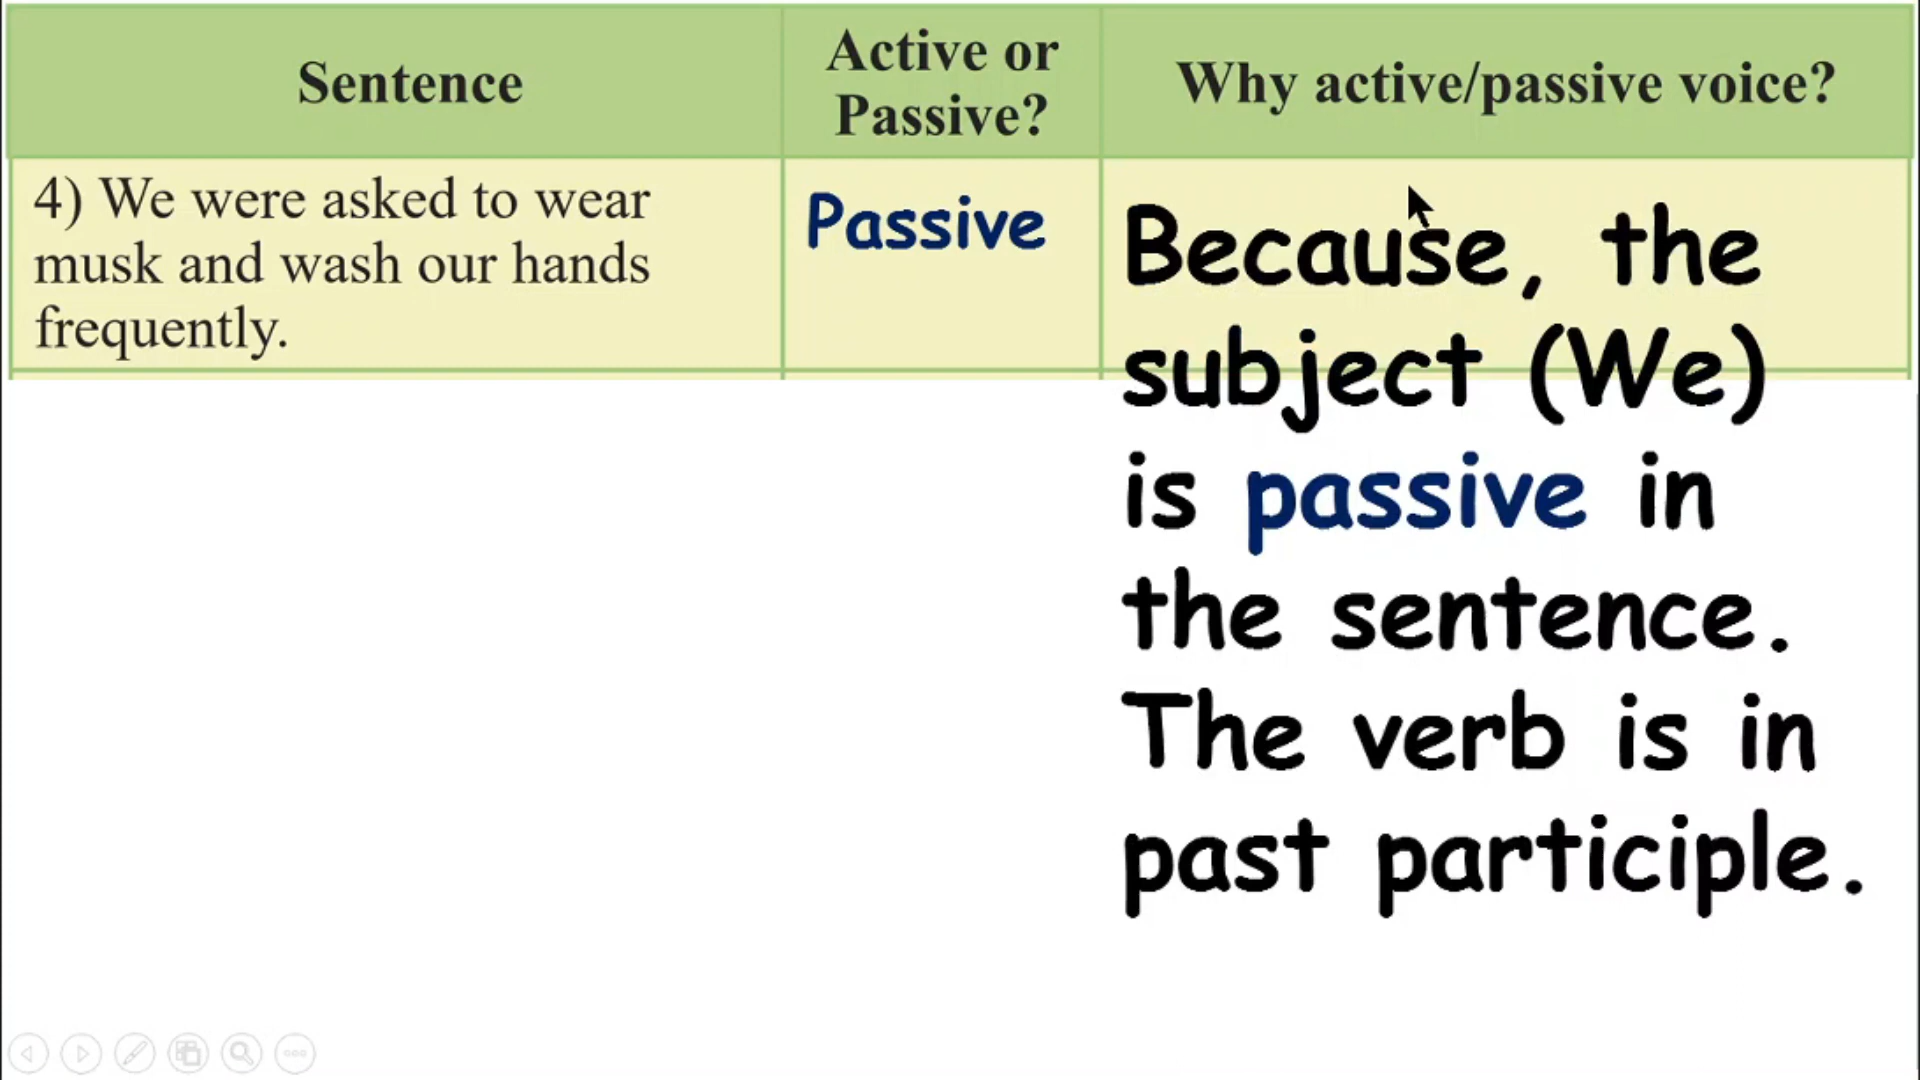 Sentence
Active or
Passive?
Why active/passive voice?
4) We were asked to wear
musk and wash our hands
frequently.
Passive
Because, the
subject (We)
is passive in
the sentence.
The verb is in
past participle.